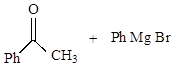 O
Ph CH₃ + Ph Mg Br